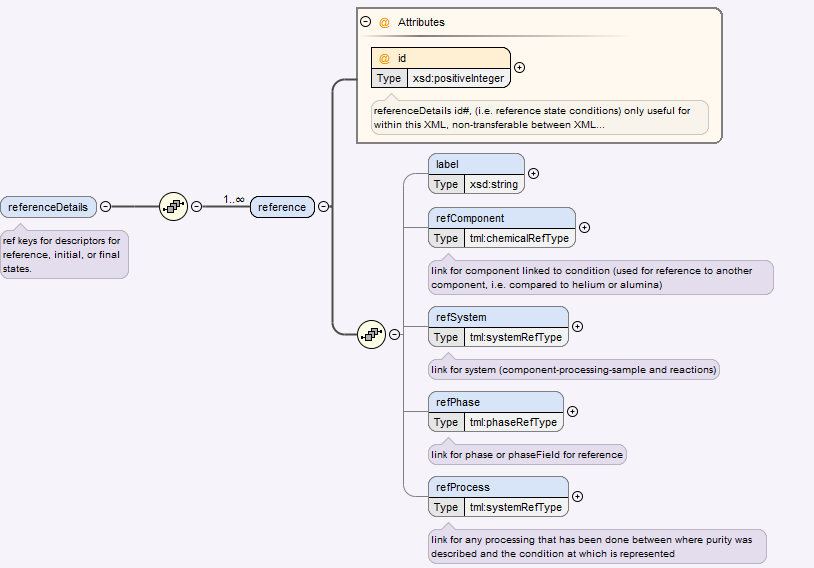 @ Attributes
@ id
Type xsd:positiveInteger
referenceDetails id#, (i.e. reference state conditions) only useful for
within this XML, non-transferable between XML...
label
Type xsd:string
referenceDetails
1..∞
reference
refComponent
Type tml:chemicalRefType
ref keys for descriptors for
reference, initial, or final
states.
link for component linked to condition (used for reference to another
component, i.e. compared to helium or alumina)
refSystem
Type tml:systemRefType
link for system (component-processing-sample and reactions)
refPhase
Type tml:phaseRefType
link for phase or phaseField for reference
refProcess
Type tml:systemRefType
link for any processing that has been done between where purity was
described and the condition at which is represented